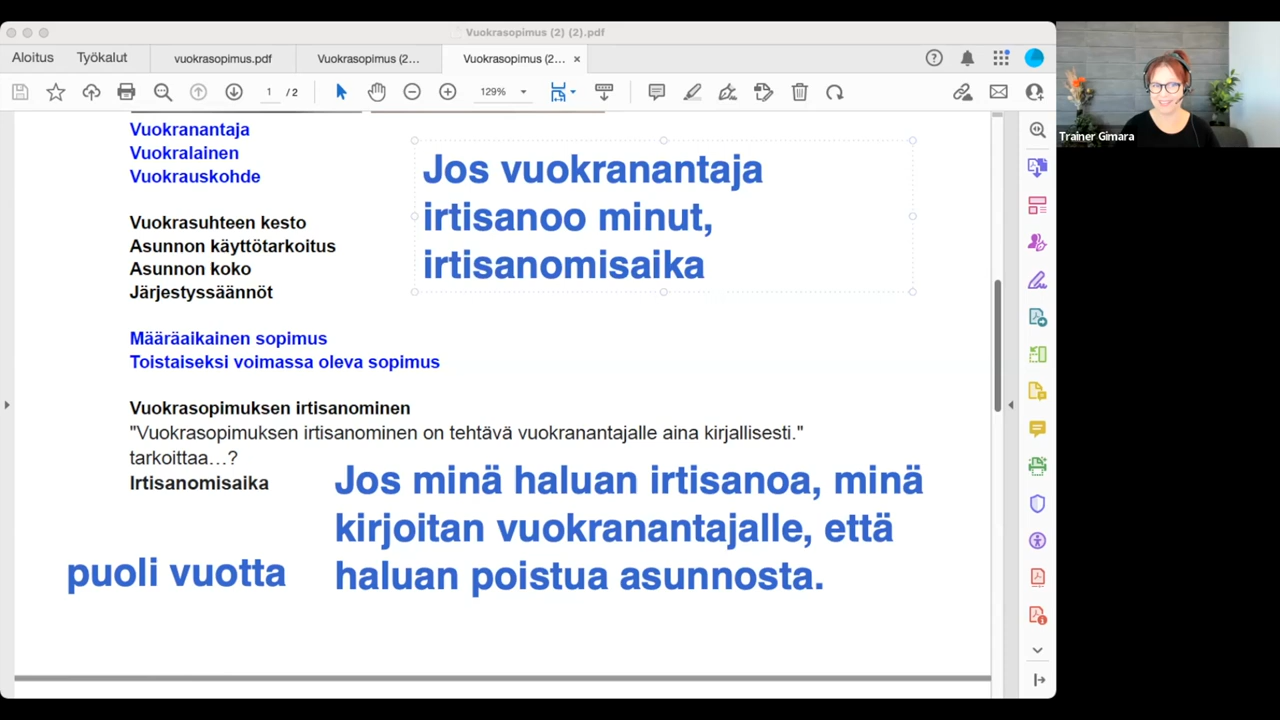 Vuokrasopimus (2) (2).pdf
Aloitus
Työkalut
vuokrasopimus.pdf
Vuokrasopimus (2...
Vuokrasopimus (2... ×
1 / 2
129%
Trainer Gimara
Vuokranantaja
Vuokralainen
Vuokrauskohde
Jos vuokranantaja
irtisanoo minut,
irtisanomisaika
Vuokrasuhteen kesto
Asunnon käyttötarkoitus
Asunnon koko
Järjestyssäännöt
Määräaikainen sopimus
Toistaiseksi voimassa oleva sopimus
Vuokrasopimuksen irtisanominen
"Vuokrasopimuksen irtisanominen on tehtävä vuokranantajalle aina kirjallisesti."
tarkoittaa…?
Irtisanomisaika
Jos minä haluan irtisanoa, minä
kirjoitan vuokranantajalle, että
haluan poistua asunnosta.
puoli vuotta